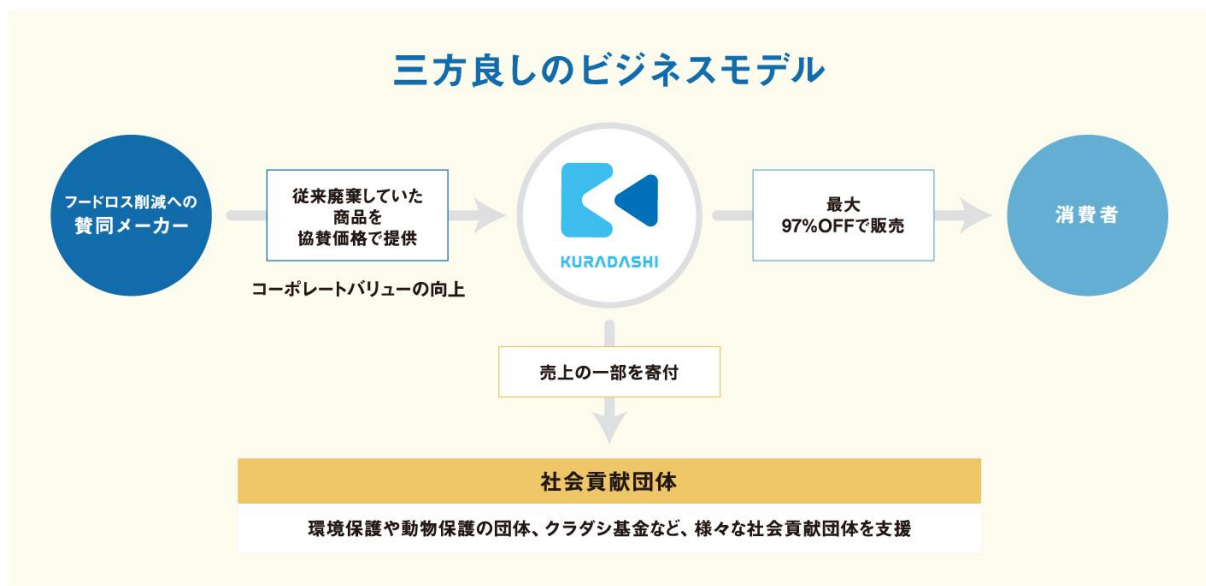 三方良しのビジネスモデル
フードロス削減への
賛同メーカー
従来廃棄していた
商品を
協賛価格で提供
コーポレートバリューの向上
KURADASHI
最大
97%OFFで販売
消費者
売上の一部を寄付
社会貢献団体
環境保護や動物保護の団体、クラダシ基金など、様々な社会貢献団体を支援